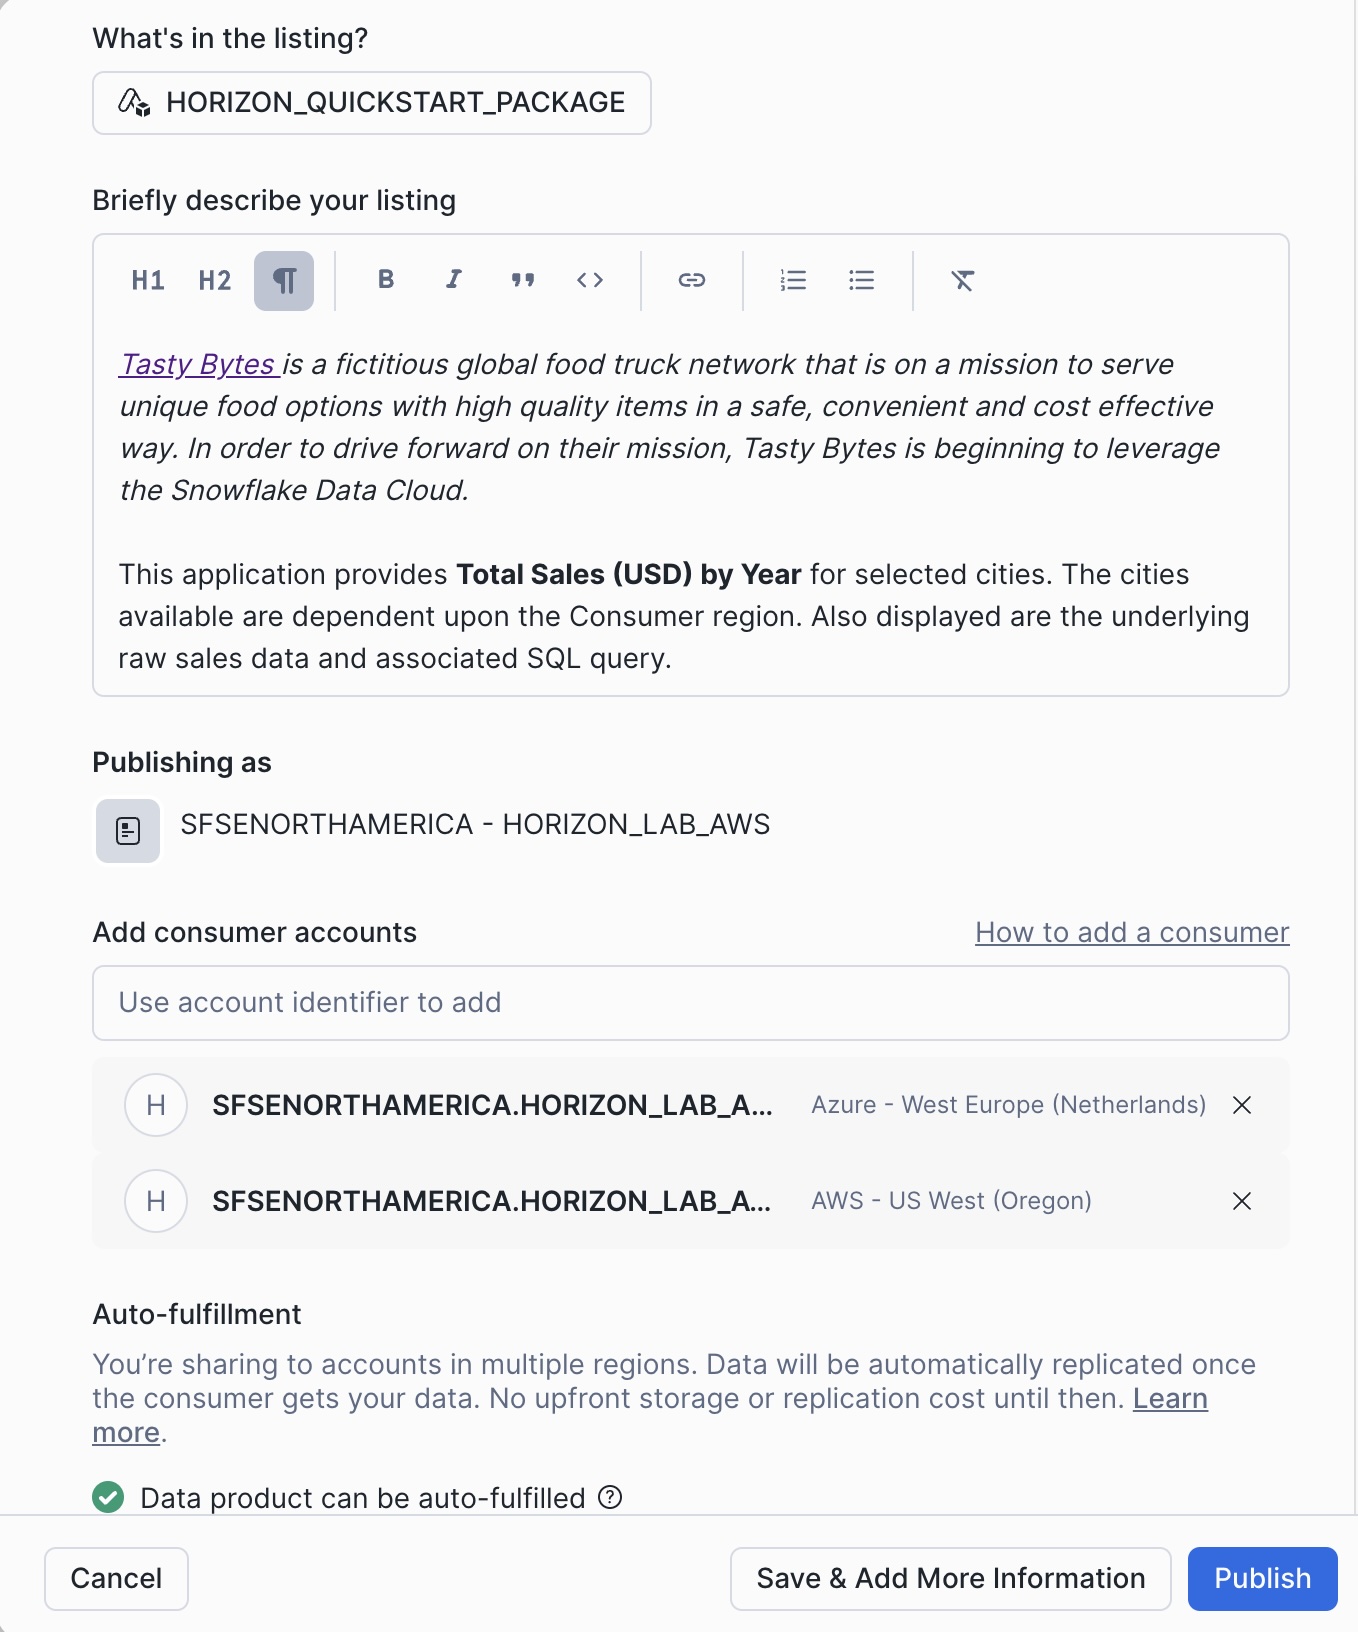 What's in the listing?
HORIZON_QUICKSTART_PACKAGE
Briefly describe your listing
H1 H2 ¶ B I ❞ <>
Tasty Bytes is a fictitious global food truck network that is on a mission to serve
unique food options with high quality items in a safe, convenient and cost effective
way. In order to drive forward on their mission, Tasty Bytes is beginning to leverage
the Snowflake Data Cloud.
This application provides Total Sales (USD) by Year for selected cities. The cities
available are dependent upon the Consumer region. Also displayed are the underlying
raw sales data and associated SQL query.
Publishing as
SFSENORTHAMERICA - HORIZON_LAB_AWS
Add consumer accounts How to add a consumer
Use account identifier to add
H SFSENORTHAMERICA.HORIZON_LAB_A... Azure - West Europe (Netherlands)
H SFSENORTHAMERICA.HORIZON_LAB_A... AWS - US West (Oregon)
Auto-fulfillment
You’re sharing to accounts in multiple regions. Data will be automatically replicated once
the consumer gets your data. No upfront storage or replication cost until then. Learn
more.
Data product can be auto-fulfilled
Cancel Save & Add More Information Publish